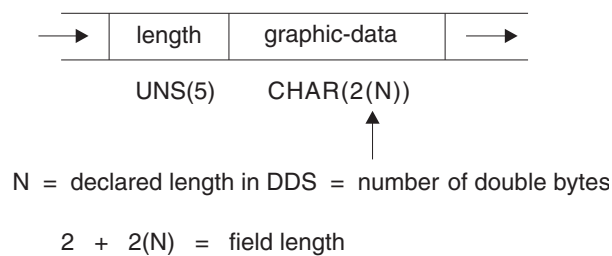 length graphic-data
UNS(5) CHAR(2(N))
N = declared length in DDS = number of double bytes
2 + 2(N) = field length